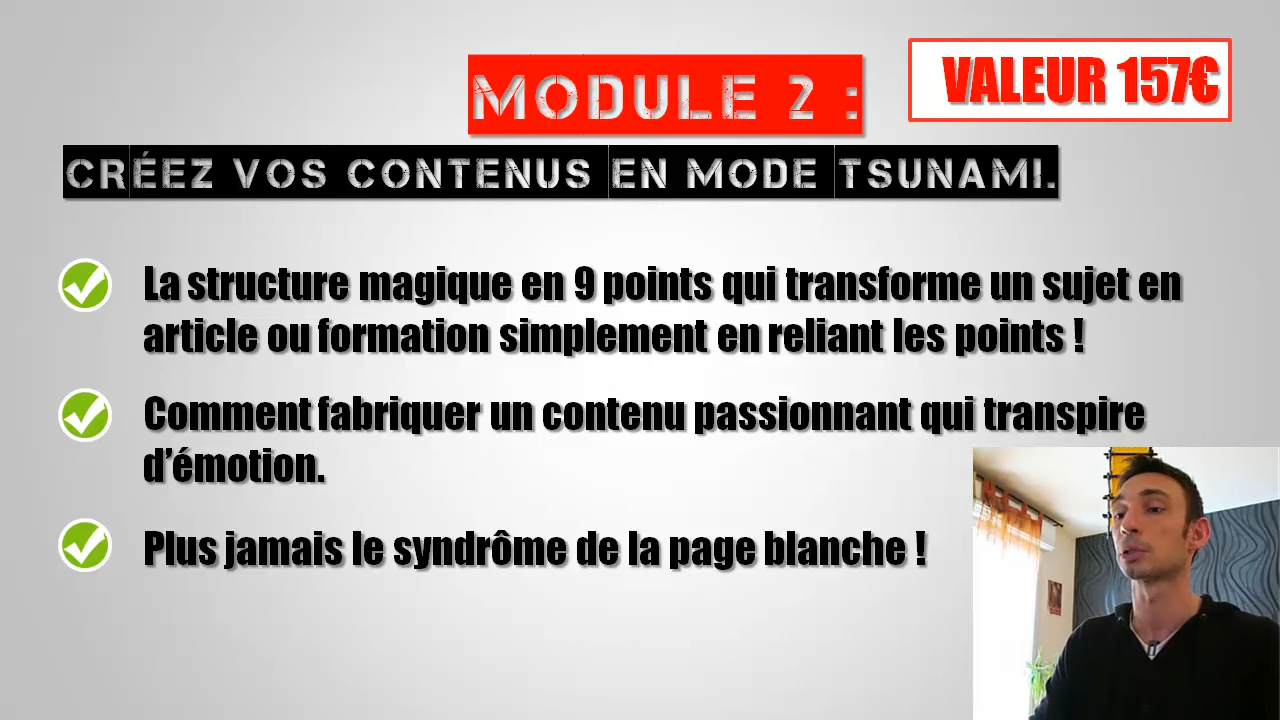 MODULE 2 :
VALEUR 157€
CRÉEZ VOS CONTENUS EN MODE TSUNAMI.
La structure magique en 9 points qui transforme un sujet en
article ou formation simplement en reliant les points !
Comment fabriquer un contenu passionnant qui transpire
d’émotion.
Plus jamais le syndrôme de la page blanche !